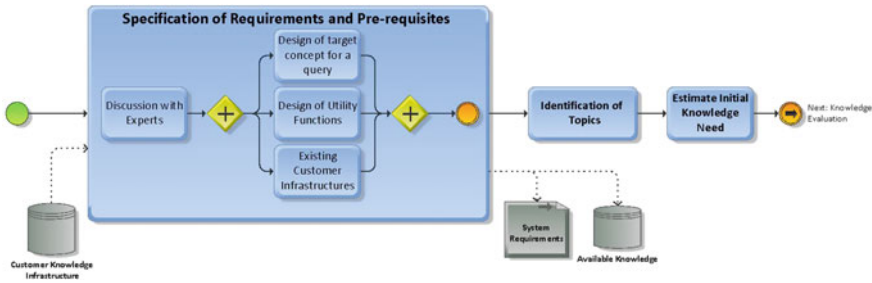 Specification of Requirements and Pre-requisites
Design of target
concept for a
query
Discussion with
Experts
Design of Utility
Functions
Existing
Customer
Infrastructures
Identification of
Topics
Estimate Initial
Knowledge
Need
Next: Knowledge
Evaluation
Customer Knowledge
Infrastructure
System
Requirements
Available Knowledge